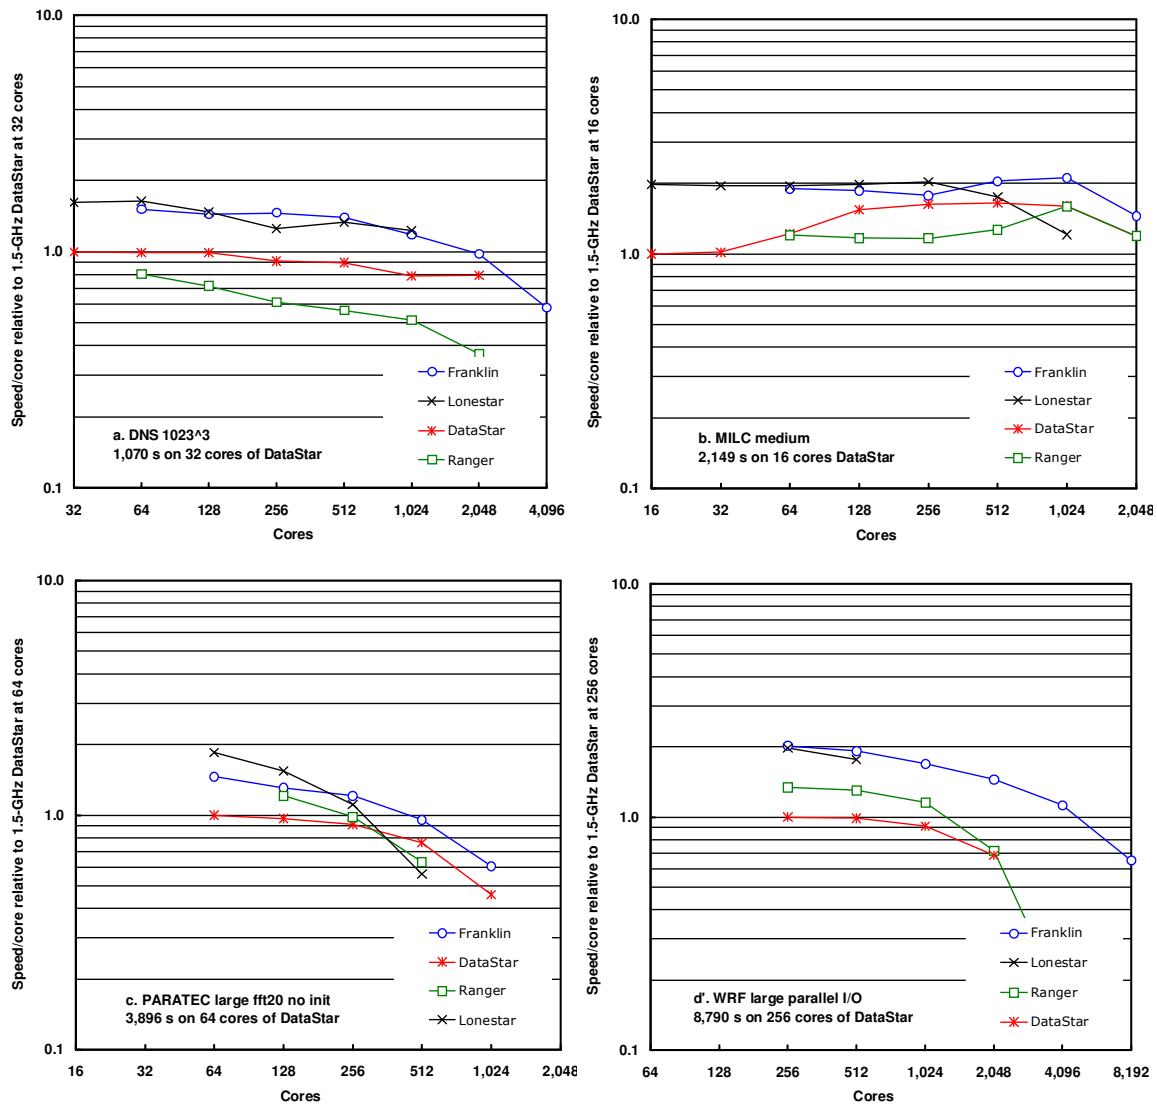 Speed/core relative to 1.5-GHz DataStar at 32 cores
10.0
1.0
0.1
Franklin
Lonestar
DataStar
Ranger
a. DNS 1023^3
1,070 s on 32 cores of DataStar
32 64 128 256 512 1,024 2,048 4,096
Cores
Speed/core relative to 1.5-GHz DataStar at 16 cores
10.0
1.0
0.1
Franklin
Lonestar
DataStar
Ranger
b. MILC medium
2,149 s on 16 cores DataStar
16 32 64 128 256 512 1,024 2,048
Cores
Speed/core relative to 1.5-GHz DataStar at 64 cores
10.0
1.0
0.1
Franklin
DataStar
Ranger
Lonestar
c. PARATEC large fft20 no init
3,896 s on 64 cores of DataStar
16 32 64 128 256 512 1,024 2,048
Cores
Speed/core relative to 1.5-GHz DataStar at 256 cores
10.0
1.0
0.1
Franklin
Lonestar
Ranger
DataStar
d'. WRF large parallel I/O
8,790 s on 256 cores of DataStar
64 128 256 512 1,024 2,048 4,096 8,192
Cores